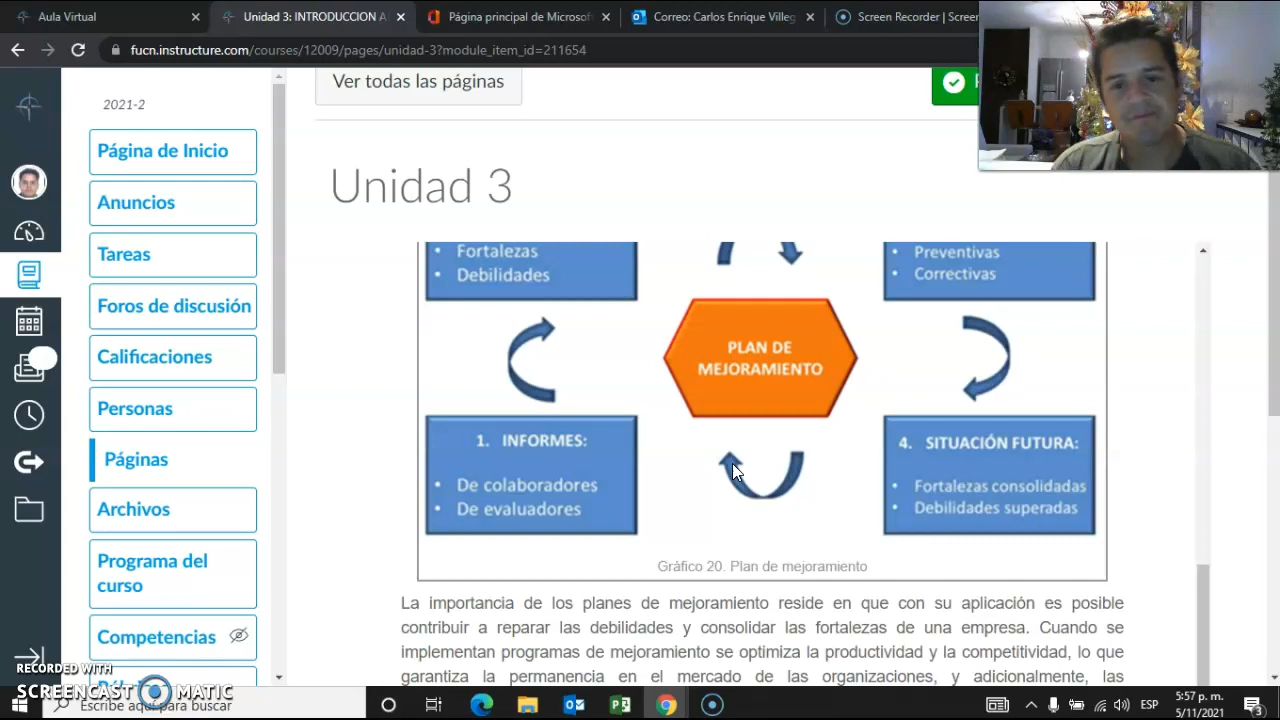 Aula Virtual
Unidad 3: INTRODUCCION A
Página principal de Microsof
Correo: Carlos Enrique Villeg
Screen Recorder | Screen
fucn.instructure.com/courses/12009/pages/unidad-3?module_item_id=211654
Ver todas las páginas
2021-2
Página de Inicio
Anuncios
Tareas
Foros de discusión
Calificaciones
Personas
Páginas
Archivos
Programa del
curso
Competencias
Unidad 3
• Fortalezas
• Debilidades
• Preventivas
• Correctivas
PLAN DE
MEJORAMIENTO
1. INFORMES:
• De colaboradores
• De evaluadores
4. SITUACIÓN FUTURA:
• Fortalezas consolidadas
• Debilidades superadas
Gráfico 20. Plan de mejoramiento
La importancia de los planes de mejoramiento reside en que con su aplicación es posible
contribuir a reparar las debilidades y consolidar las fortalezas de una empresa. Cuando se
implementan programas de mejoramiento se optimiza la productividad y la competitividad, lo que
garantiza la permanencia en el mercado de las organizaciones, y adicionalmente, las
RECORDED WITH
SCREENCAST MATIC
Escribe aquí para buscar
ESP
5:57 p. m.
5/11/2021
3